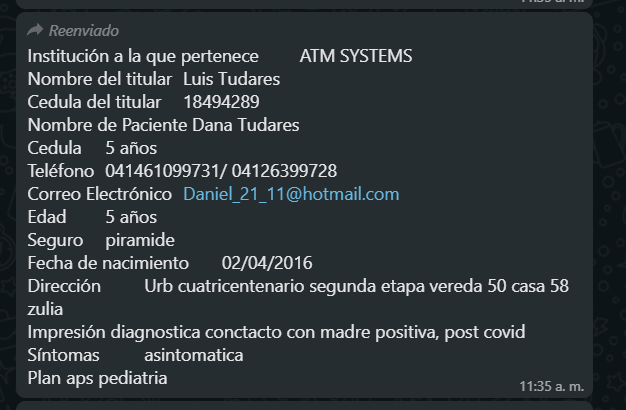 Reenviado
Institución a la que pertenece ATM SYSTEMS
Nombre del titular Luis Tudares
Cedula del titular 18494289
Nombre de Paciente Dana Tudares
Cedula 5 años
Teléfono 041461099731/ 04126399728
Correo Electrónico Daniel_21_11@hotmail.com
Edad 5 años
Seguro piramide
Fecha de nacimiento 02/04/2016
Dirección Urb cuatricentenario segunda etapa vereda 50 casa 58
zulia
Impresión diagnostica conctacto con madre positiva, post covid
Síntomas asintomatica
Plan aps pediatria
11:35 a. m.